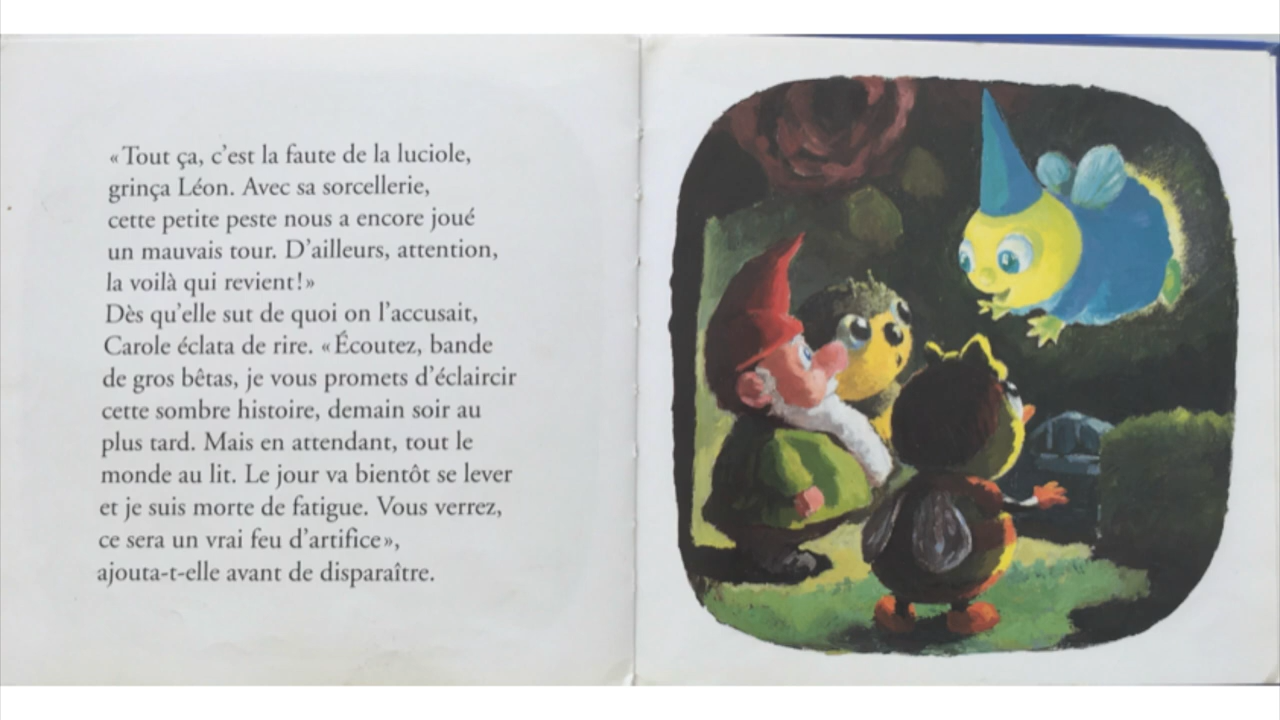 « Tout ça, c'est la faute de la luciole,
grinça Léon. Avec sa sorcellerie,
cette petite peste nous a encore joué
un mauvais tour. D'ailleurs, attention,
la voilà qui revient ! »
Dès qu'elle sut de quoi on l'accusait,
Carole éclata de rire. « Écoutez, bande
de gros bêtas, je vous promets d'éclaircir
cette sombre histoire, demain soir au
plus tard. Mais en attendant, tout le
monde au lit. Le jour va bientôt se lever
et je suis morte de fatigue. Vous verrez,
ce sera un vrai feu d'artifice »,
ajouta-t-elle avant de disparaître.